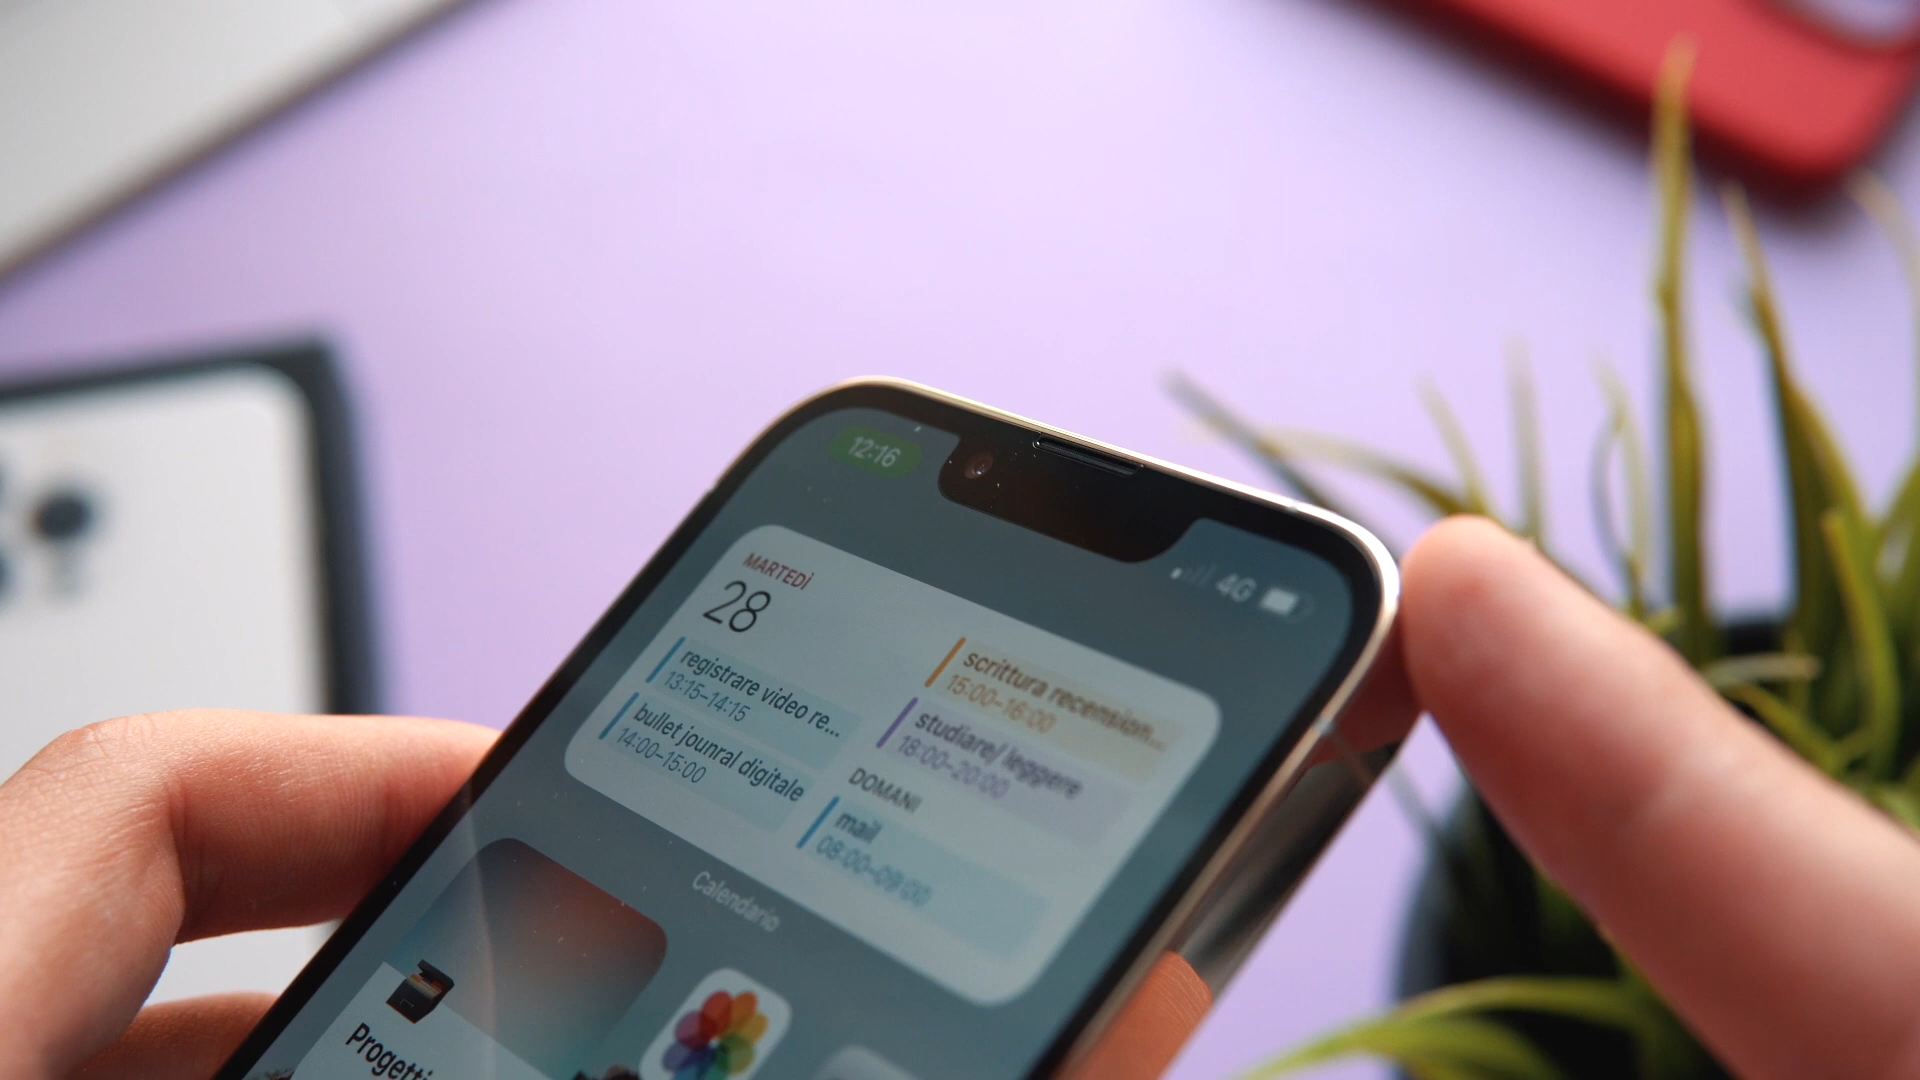 12:16
4G
MARTEDÌ
28
registrare video re...
13:15–14:15
bullet jounral digitale
14:00–15:00
scrittura recension...
15:00–16:00
studiare/ leggere
18:00–20:00
DOMANI
mail
08:00–09:00
Calendario
Progetti